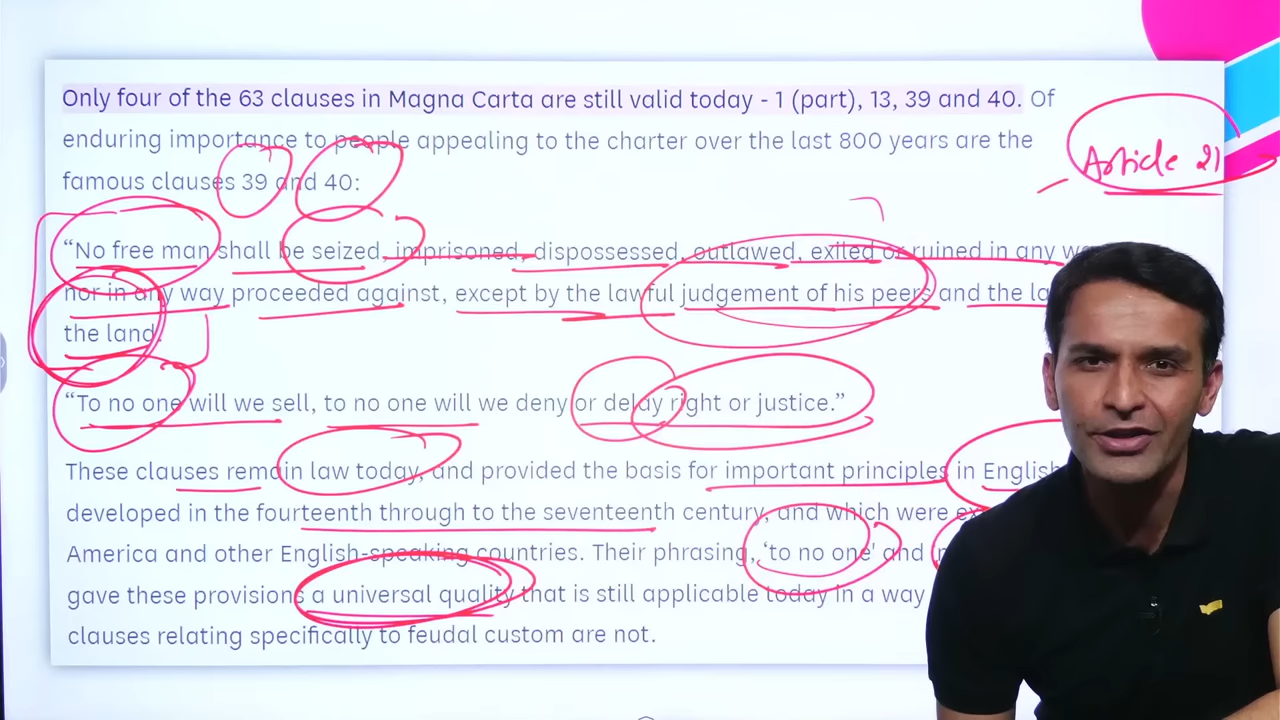 Only four of the 63 clauses in Magna Carta are still valid today - 1 (part), 13, 39 and 40. Of
enduring importance to people appealing to the charter over the last 800 years are the
Article 21
famous clauses 39 and 40:
“No free man shall be seized, imprisoned, dispossessed, outlawed, exiled or ruined in any
nor in any way proceeded against, except by the lawful judgement of his peers and the
the land.
“To no one will we sell, to no one will we deny or delay right or justice.”
These clauses remain law today, and provided the basis for important principles in English
developed in the fourteenth through to the seventeenth century, and which were
America and other English-speaking countries. Their phrasing, ‘to no one’ and
gave these provisions a universal quality that is still applicable today in a way
clauses relating specifically to feudal custom are not.